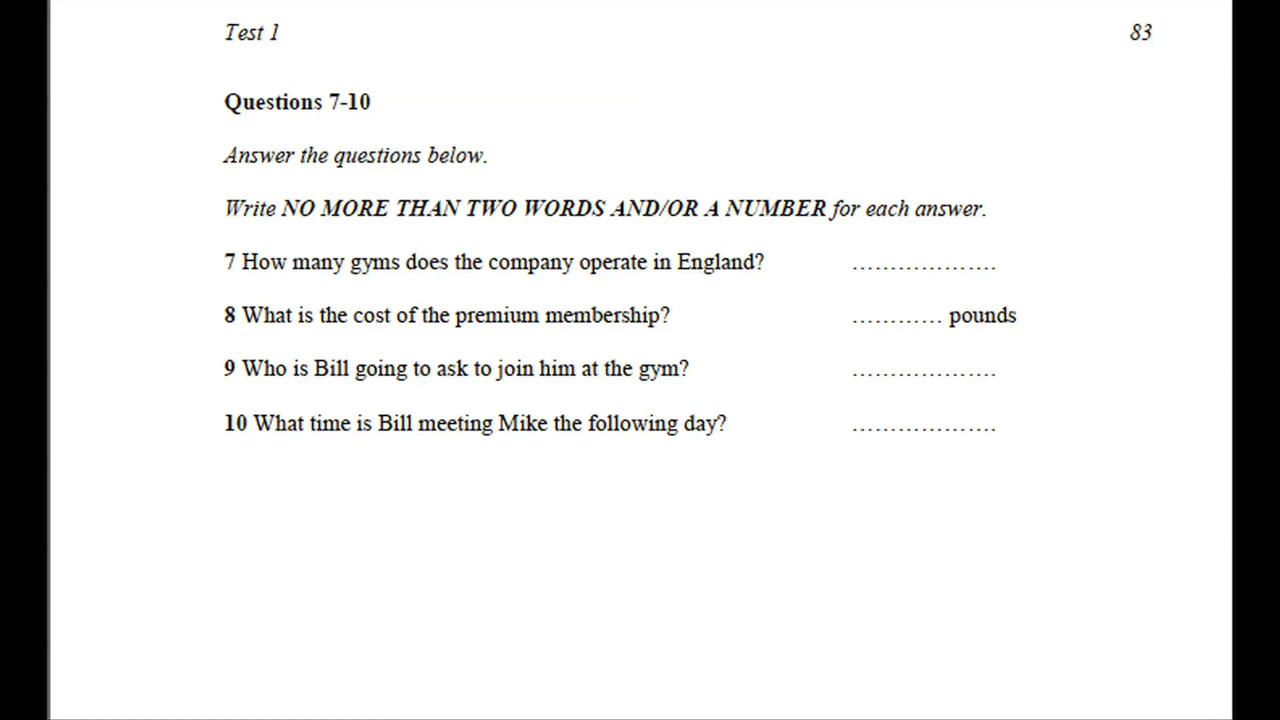 Test 1 83
Questions 7-10
Answer the questions below.
Write NO MORE THAN TWO WORDS AND/OR A NUMBER for each answer.
7 How many gyms does the company operate in England? ……………….
8 What is the cost of the premium membership? ………… pounds
9 Who is Bill going to ask to join him at the gym? ……………….
10 What time is Bill meeting Mike the following day? ……………….